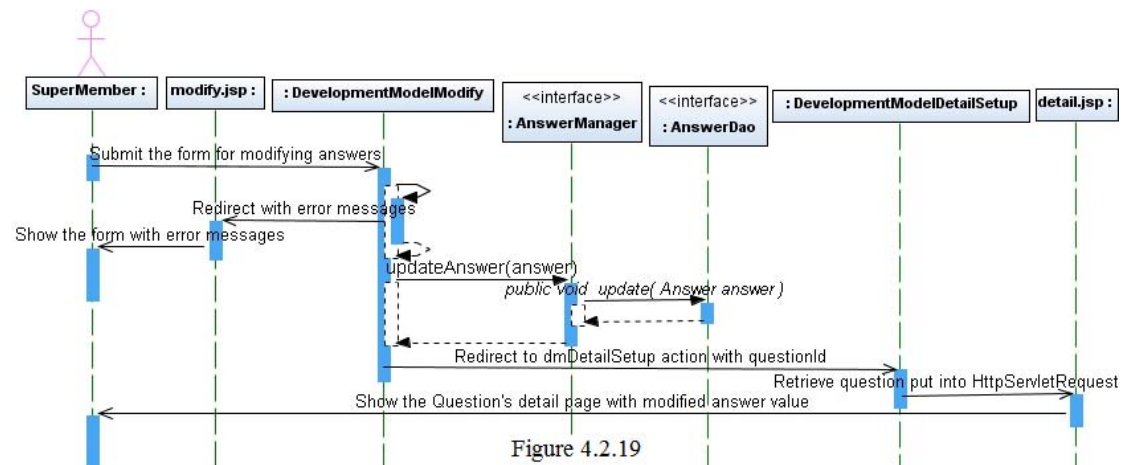 SuperMember :
modify.jsp :
: DevelopmentModelModify
<<interface>>
: AnswerManager
<<interface>>
: AnswerDao
: DevelopmentModelDetailSetup
detail.jsp :
Submit the form for modifying answers
Redirect with error messages
Show the form with error messages
updateAnswer(answer)
public void update( Answer answer )
Redirect to dmDetailSetup action with questionId
Retrieve question put into HttpServletRequest
Show the Question's detail page with modified answer value
Figure 4.2.19